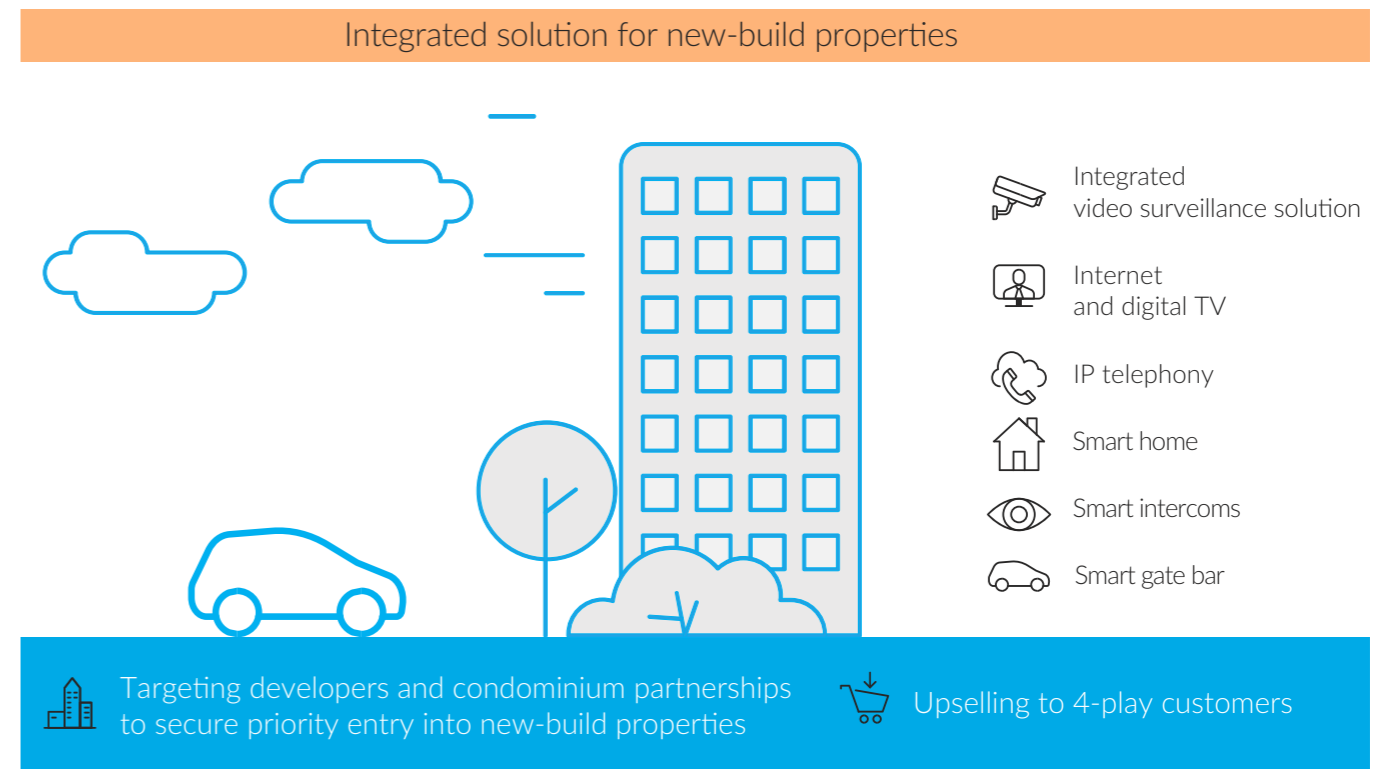 Integrated solution for new-build properties
Integrated
video surveillance solution
Internet
and digital TV
IP telephony
Smart home
Smart intercoms
Smart gate bar
Targeting developers and condominium partnerships
to secure priority entry into new-build properties
Upselling to 4-play customers